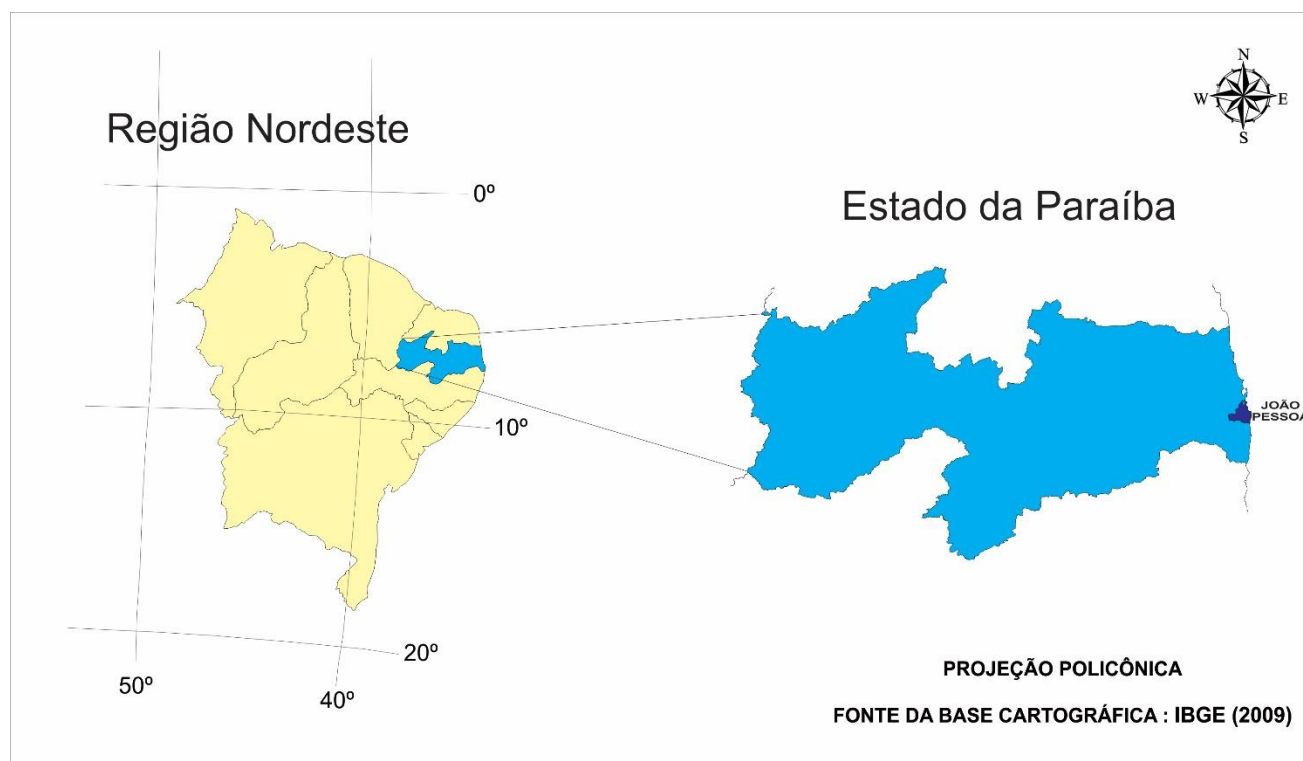 Região Nordeste
0º
10º
20º
50º
40º
N
W E
S
Estado da Paraíba
JOÃO
PESSOA
PROJEÇÃO POLICÔNICA
FONTE DA BASE CARTOGRÁFICA : IBGE (2009)